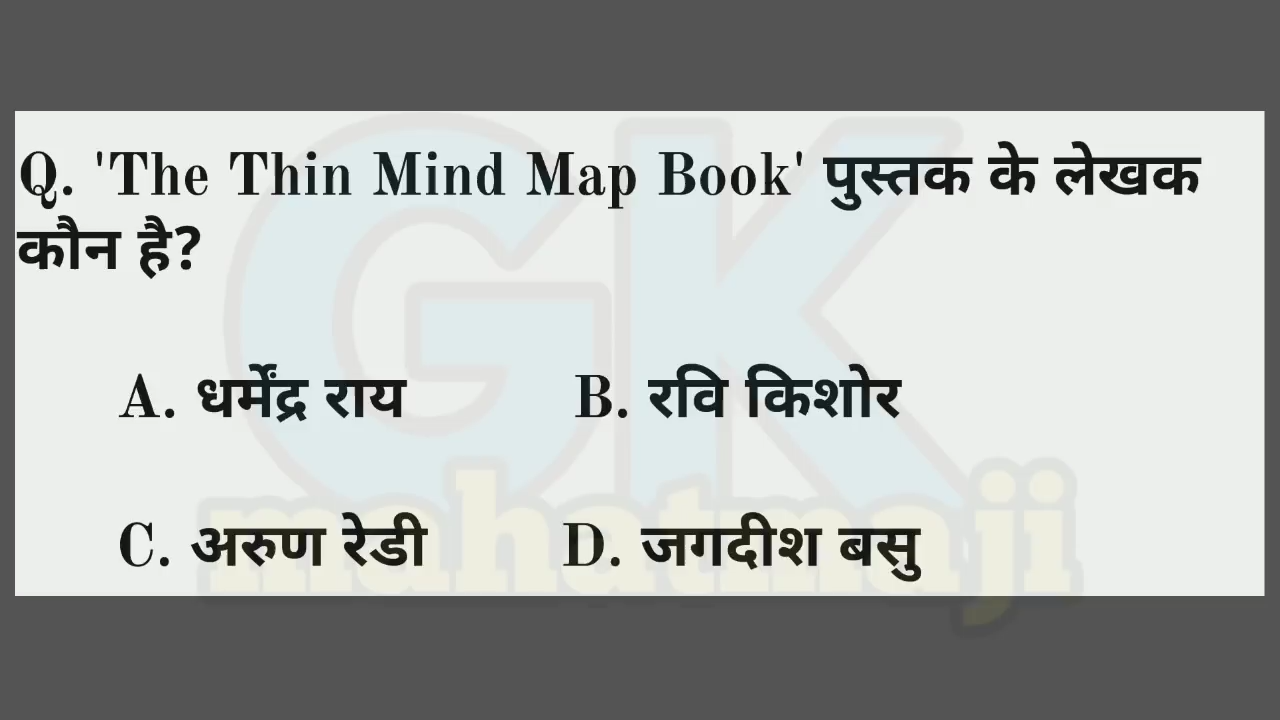 Q. 'The Thin Mind Map Book' पुस्तक के लेखक
कौन है?
A. धर्मेंद्र राय B. रवि किशोर
C. अरुण रेडी D. जगदीश बसु
GK
mahatmaji